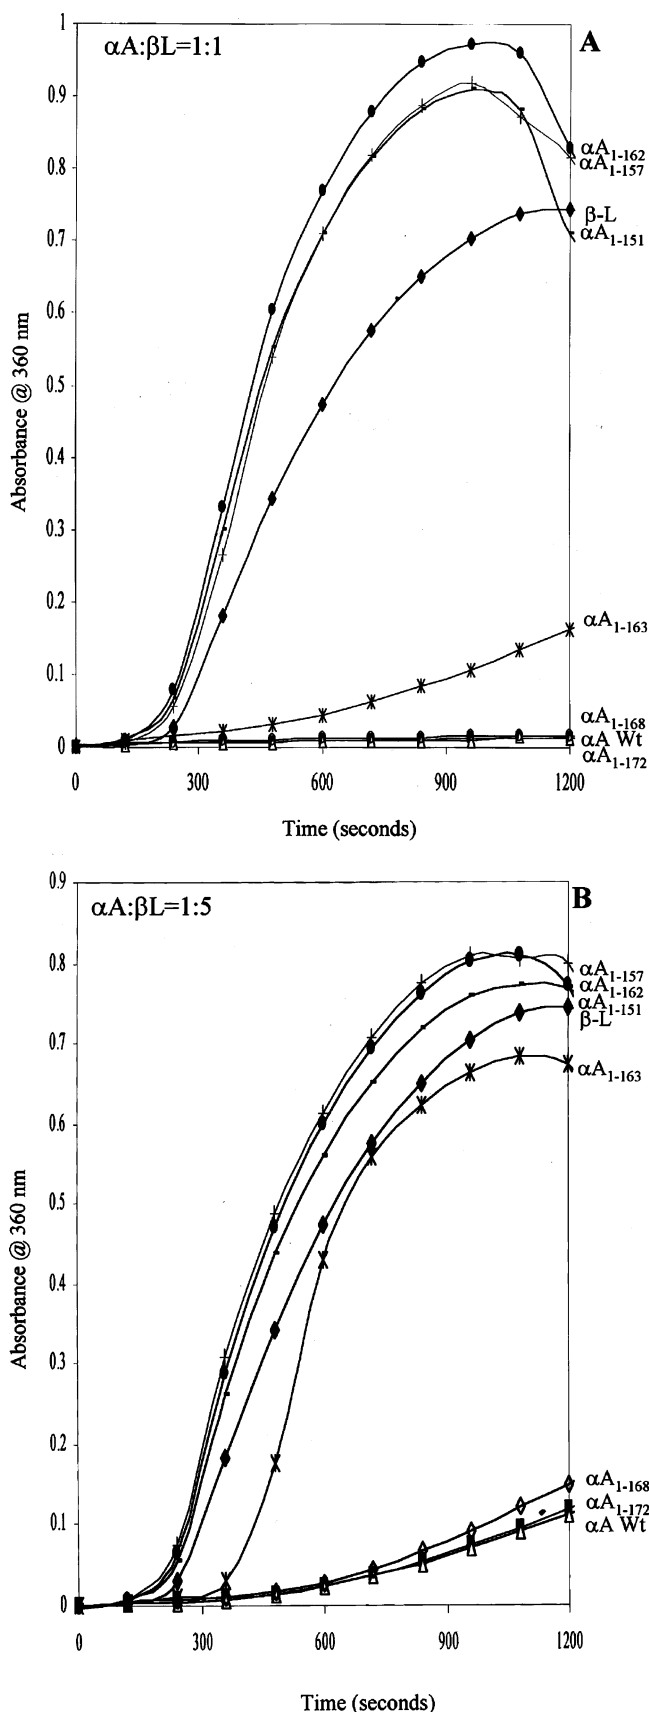 αA:βL=1:1
A
1
0.9
0.8
0.7
0.6
0.5
0.4
0.3
0.2
0.1
0
Absorbance @ 360 nm
αA1-162
αA1-157
β-L
αA1-151
αA1-163
αA1-168
αA Wt
αA1-172
0 300 600 900 1200
Time (seconds)
αA:βL=1:5
B
0.9
0.8
0.7
0.6
0.5
0.4
0.3
0.2
0.1
0
Absorbance @ 360 nm
αA1-157
αA1-162
αA1-151
β-L
αA1-163
αA1-168
αA1-172
αA Wt
0 300 600 900 1200
Time (seconds)